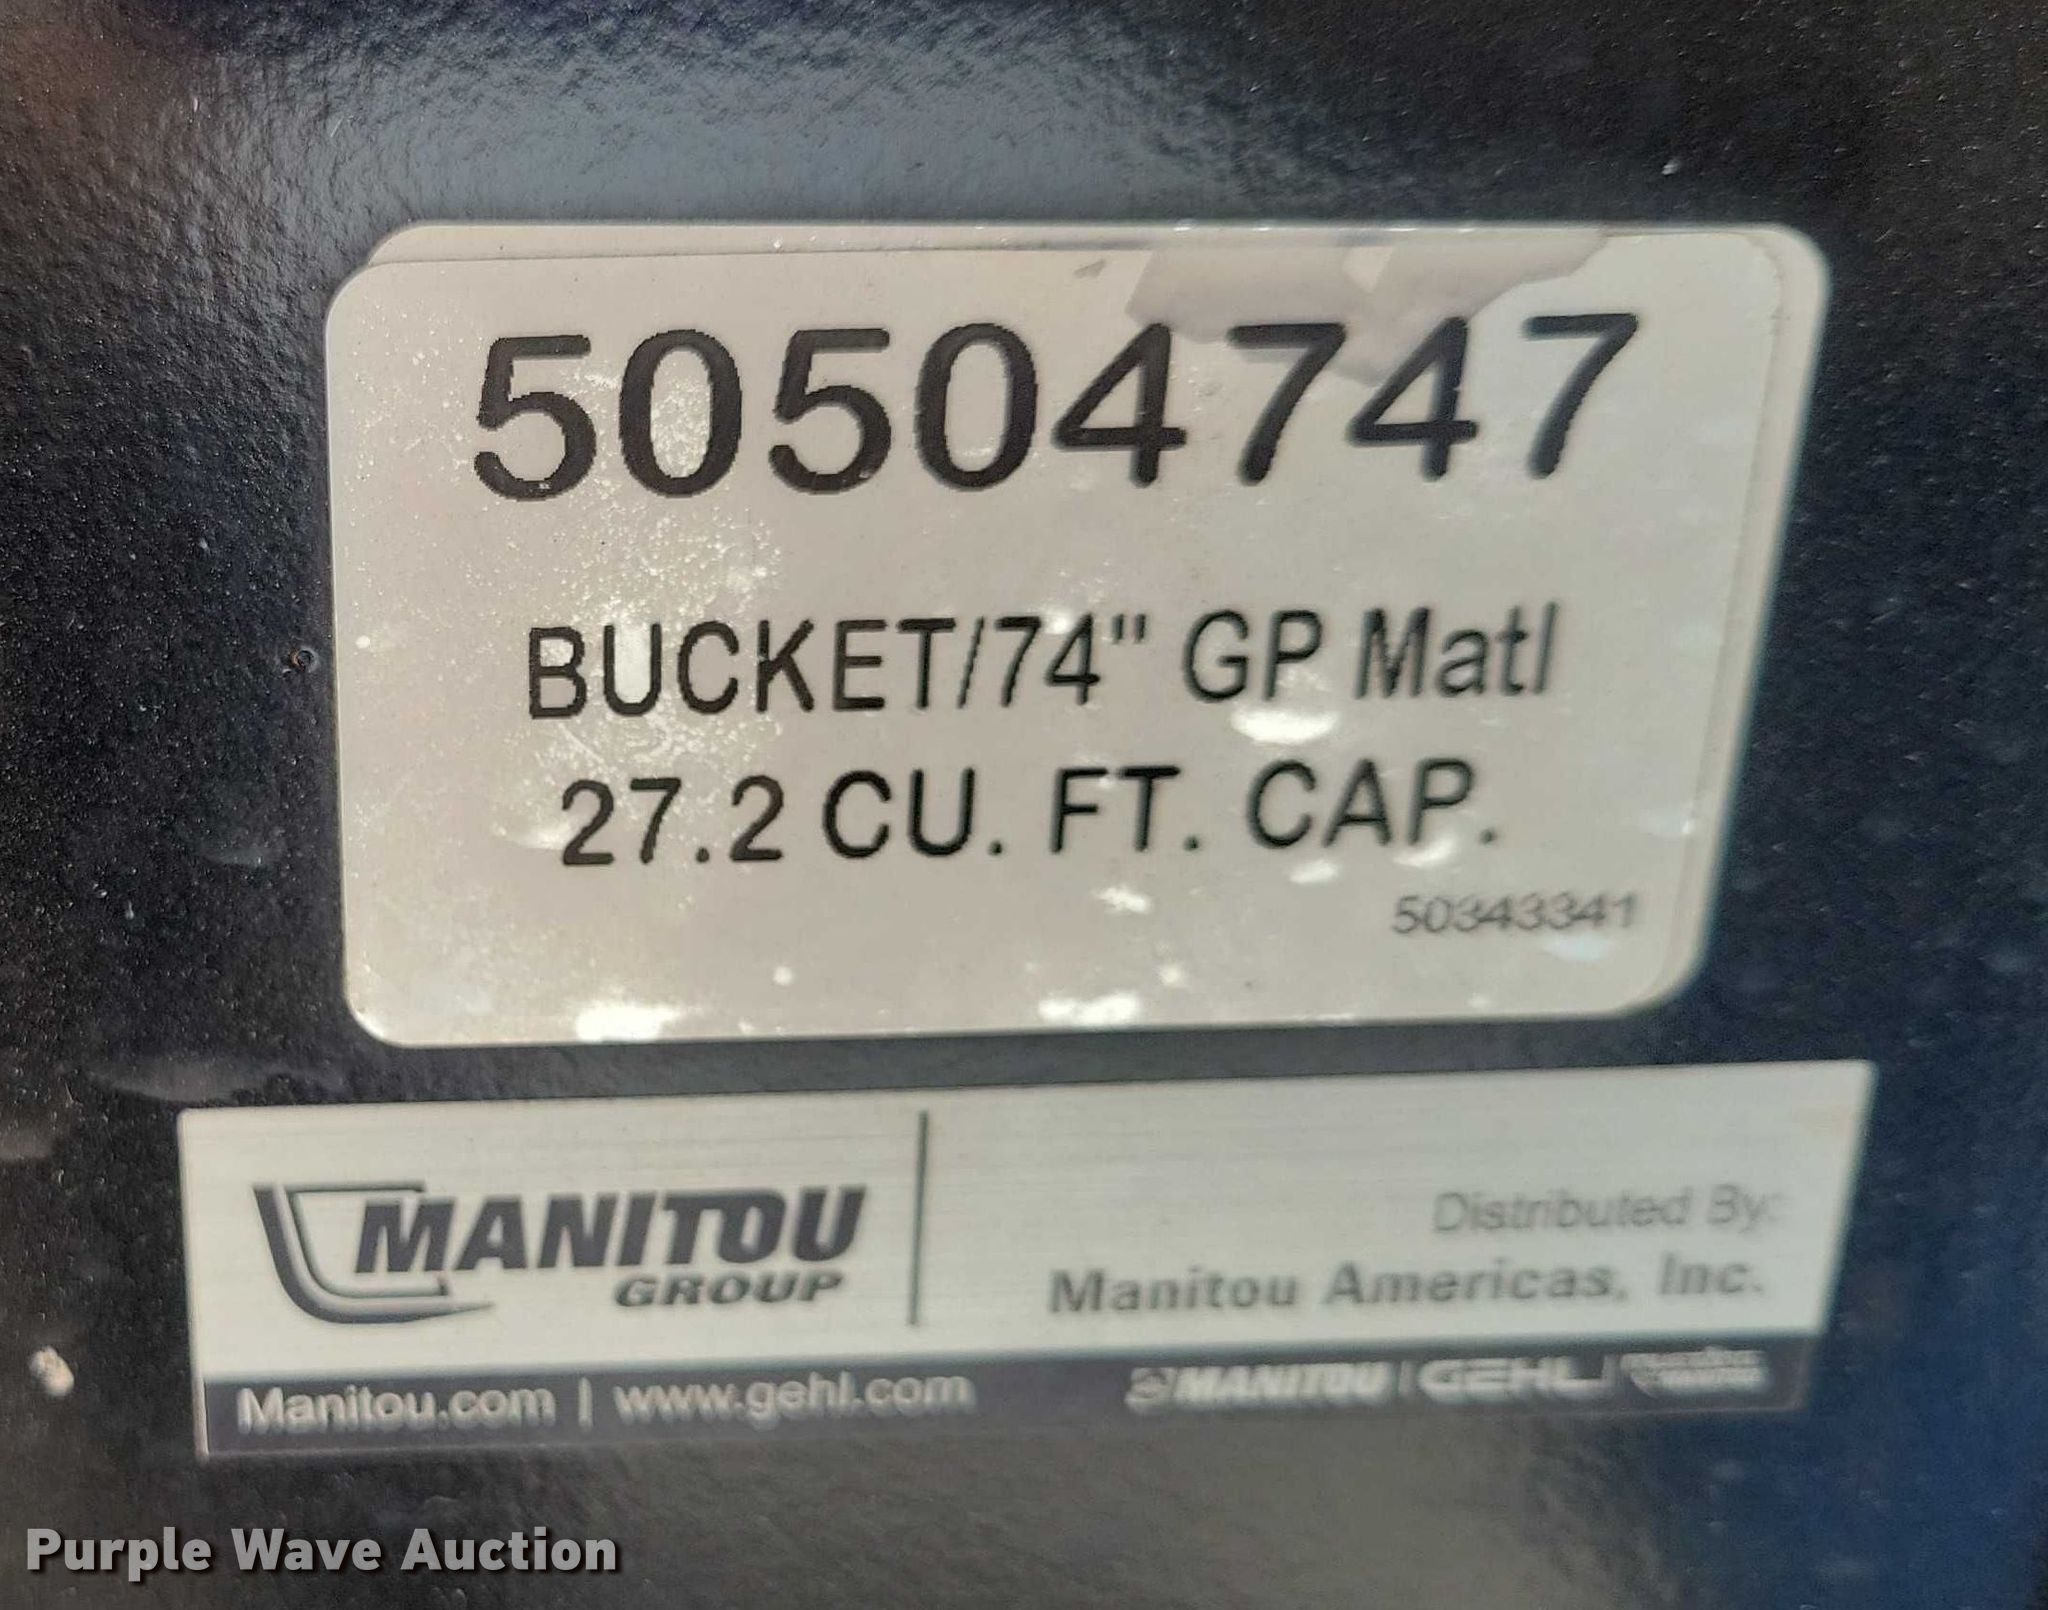 50504747
BUCKET/74" GP Matl
27.2 CU. FT. CAP.
50343341
MANITOU
GROUP
Distributed By:
Manitou Americas, Inc.
Manitou.com | www.gehl.com
MANITOU | GEHL |
Purple Wave Auction